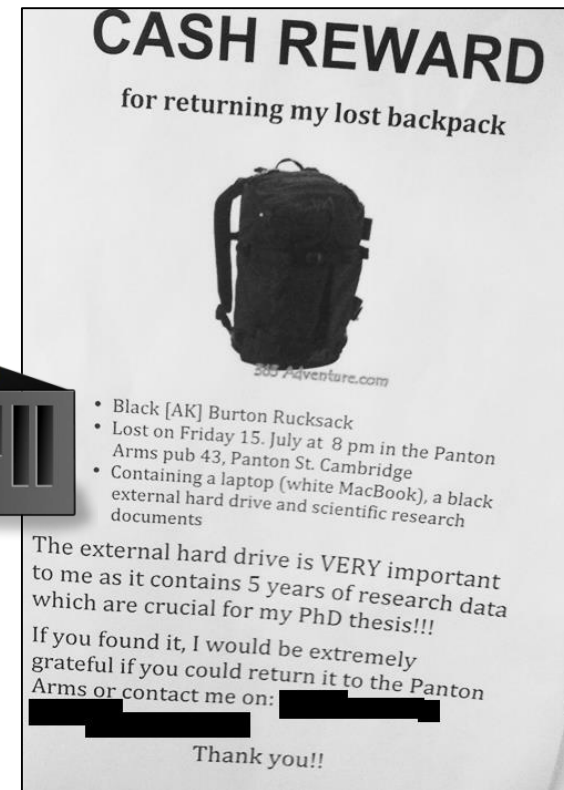 CASH REWARD
for returning my lost backpack
365 Adventure.com
• Black [AK] Burton Rucksack
• Lost on Friday 15. July at 8 pm in the Panton
Arms pub 43, Panton St. Cambridge
• Containing a laptop (white MacBook), a black
external hard drive and scientific research
documents
The external hard drive is VERY important
to me as it contains 5 years of research data
which are crucial for my PhD thesis!!!
If you found it, I would be extremely
grateful if you could return it to the Panton
Arms or contact me on:
Thank you!!